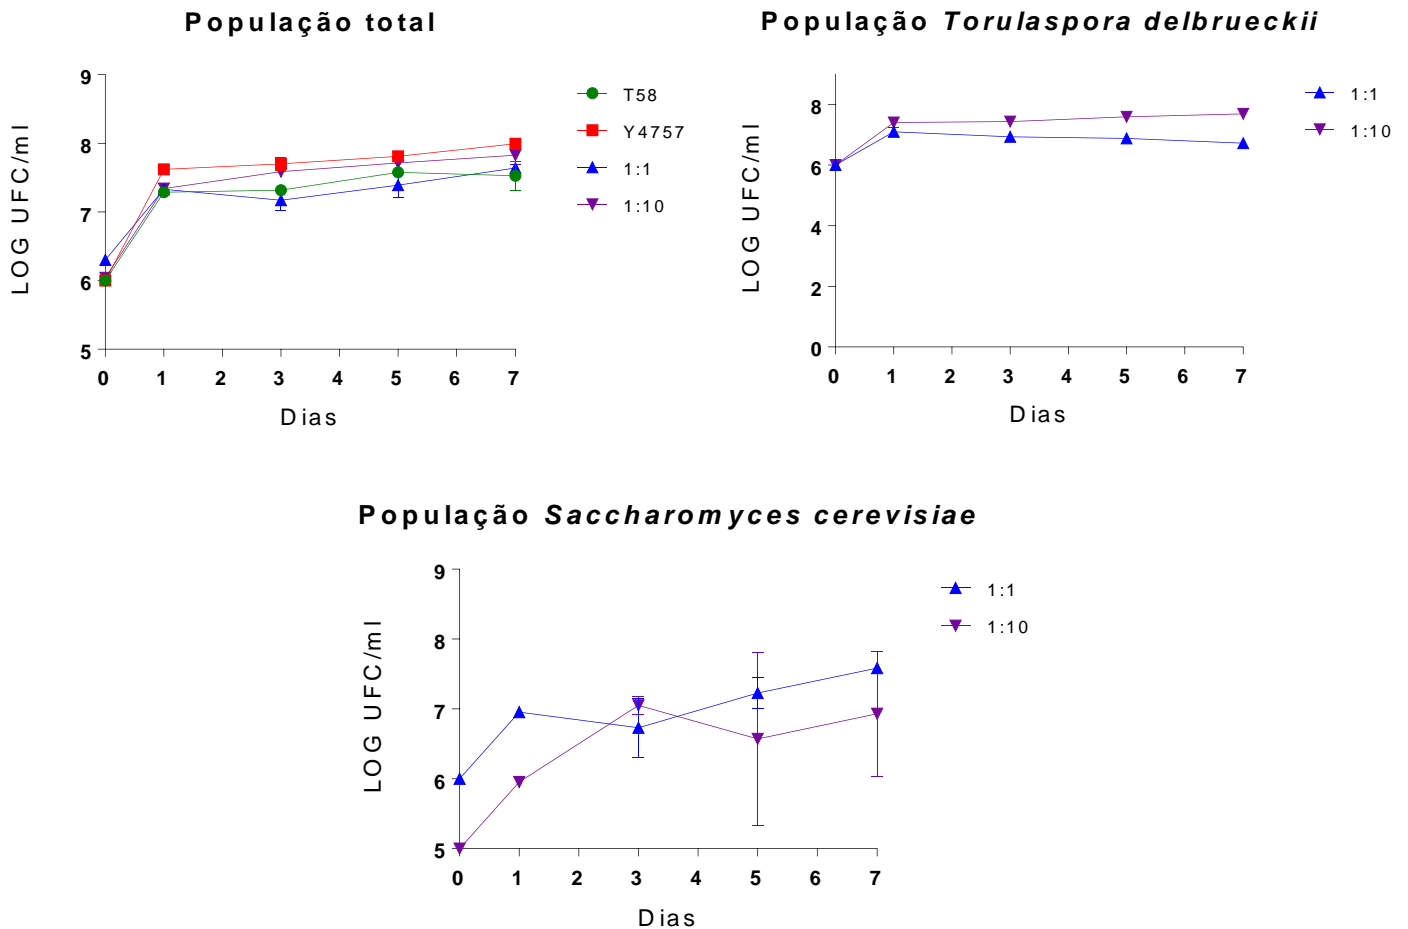 População total
9
8
7
6
5
0 1 2 3 4 5 6 7
LOG UFC/ml
Dias
T58
Y4757
1:1
1:10
População Torulaspora delbrueckii
8
6
4
2
0
0 1 2 3 4 5 6 7
LOG UFC/ml
Dias
1:1
1:10
População Saccharomyces cerevisiae
9
8
7
6
5
0 1 2 3 4 5 6 7
LOG UFC/ml
Dias
1:1
1:10